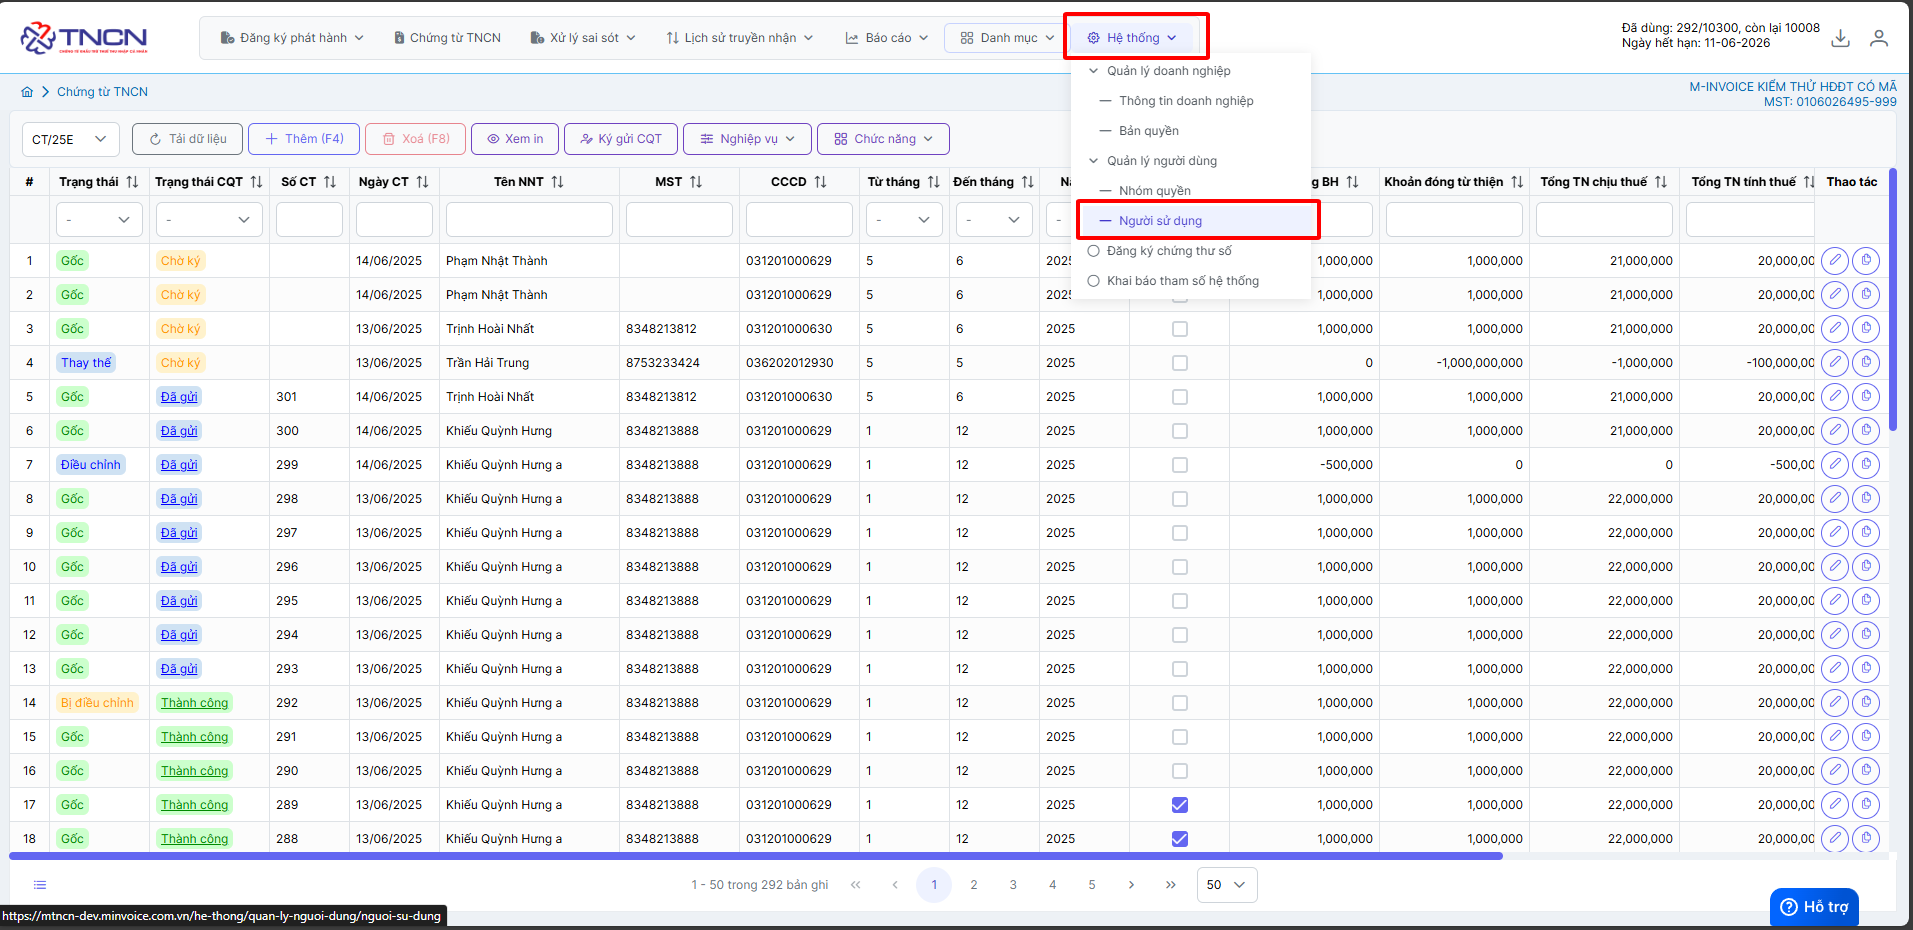 TNCN
Đăng ký phát hành
Chứng từ TNCN
Xử lý sai sót
Lịch sử truyền nhận
Báo cáo
Danh mục
Hệ thống
Đã dùng: 292/10300, còn lại 10008
Ngày hết hạn: 11-06-2026
Chứng từ TNCN
M-INVOICE KIỂM THỬ HĐĐT CÓ MÃ
MST: 0106026495-999
Quản lý doanh nghiệp
Thông tin doanh nghiệp
Bản quyền
Quản lý người dùng
Nhóm quyền
Người sử dụng
Đăng ký chứng thư số
Khai báo tham số hệ thống
CT/25E
Tải dữ liệu
Thêm (F4)
Xoá (F8)
Xem in
Ký gửi CQT
Nghiệp vụ
Chức năng
# Trạng thái Trạng thái CQT Số CT Ngày CT Tên NNT MST CCCD Từ tháng Đến tháng BH Khoản đóng từ thiện Tổng TN chịu thuế Tổng TN tính thuế Thao tác
- - - - -
1 Gốc Chờ ký 14/06/2025 Phạm Nhật Thành 031201000629 5 6 2025 1,000,000 1,000,000 21,000,000 20,000,00
2 Gốc Chờ ký 14/06/2025 Phạm Nhật Thành 031201000629 5 6 2025 1,000,000 1,000,000 21,000,000 20,000,00
3 Gốc Chờ ký 13/06/2025 Trịnh Hoài Nhất 8348213812 031201000630 5 6 2025 1,000,000 1,000,000 21,000,000 20,000,00
4 Thay thế Chờ ký 13/06/2025 Trần Hải Trung 8753233424 036202012930 5 5 2025 0 -1,000,000,000 -1,000,000 -100,000,00
5 Gốc Đã gửi 301 14/06/2025 Trịnh Hoài Nhất 8348213812 031201000630 5 6 2025 1,000,000 1,000,000 21,000,000 20,000,00
6 Gốc Đã gửi 300 14/06/2025 Khiếu Quỳnh Hưng 8348213888 031201000629 1 12 2025 1,000,000 1,000,000 21,000,000 20,000,00
7 Điều chỉnh Đã gửi 299 14/06/2025 Khiếu Quỳnh Hưng a 8348213888 031201000629 1 12 2025 -500,000 0 0 -500,00
8 Gốc Đã gửi 298 13/06/2025 Khiếu Quỳnh Hưng a 8348213888 031201000629 1 12 2025 1,000,000 1,000,000 22,000,000 20,000,00
9 Gốc Đã gửi 297 13/06/2025 Khiếu Quỳnh Hưng a 8348213888 031201000629 1 12 2025 1,000,000 1,000,000 22,000,000 20,000,00
10 Gốc Đã gửi 296 13/06/2025 Khiếu Quỳnh Hưng a 8348213888 031201000629 1 12 2025 1,000,000 1,000,000 22,000,000 20,000,00
11 Gốc Đã gửi 295 13/06/2025 Khiếu Quỳnh Hưng a 8348213888 031201000629 1 12 2025 1,000,000 1,000,000 22,000,000 20,000,00
12 Gốc Đã gửi 294 13/06/2025 Khiếu Quỳnh Hưng a 8348213888 031201000629 1 12 2025 1,000,000 1,000,000 22,000,000 20,000,00
13 Gốc Đã gửi 293 13/06/2025 Khiếu Quỳnh Hưng a 8348213888 031201000629 1 12 2025 1,000,000 1,000,000 22,000,000 20,000,00
14 Bị điều chỉnh Thành công 292 13/06/2025 Khiếu Quỳnh Hưng a 8348213888 031201000629 1 12 2025 1,000,000 1,000,000 22,000,000 20,000,00
15 Gốc Thành công 291 13/06/2025 Khiếu Quỳnh Hưng a 8348213888 031201000629 1 12 2025 1,000,000 1,000,000 22,000,000 20,000,00
16 Gốc Thành công 290 13/06/2025 Khiếu Quỳnh Hưng a 8348213888 031201000629 1 12 2025 1,000,000 1,000,000 22,000,000 20,000,00
17 Gốc Thành công 289 13/06/2025 Khiếu Quỳnh Hưng a 8348213888 031201000629 1 12 2025 1,000,000 1,000,000 22,000,000 20,000,00
18 Gốc Thành công 288 13/06/2025 Khiếu Quỳnh Hưng a 8348213888 031201000629 1 12 2025 1,000,000 1,000,000 22,000,000 20,000,00
1 - 50 trong 292 bản ghi « ‹ 1 2 3 4 5 › » 50
https://mtncn-dev.minvoice.com.vn/he-thong/quan-ly-nguoi-dung/nguoi-su-dung
Hỗ trợ